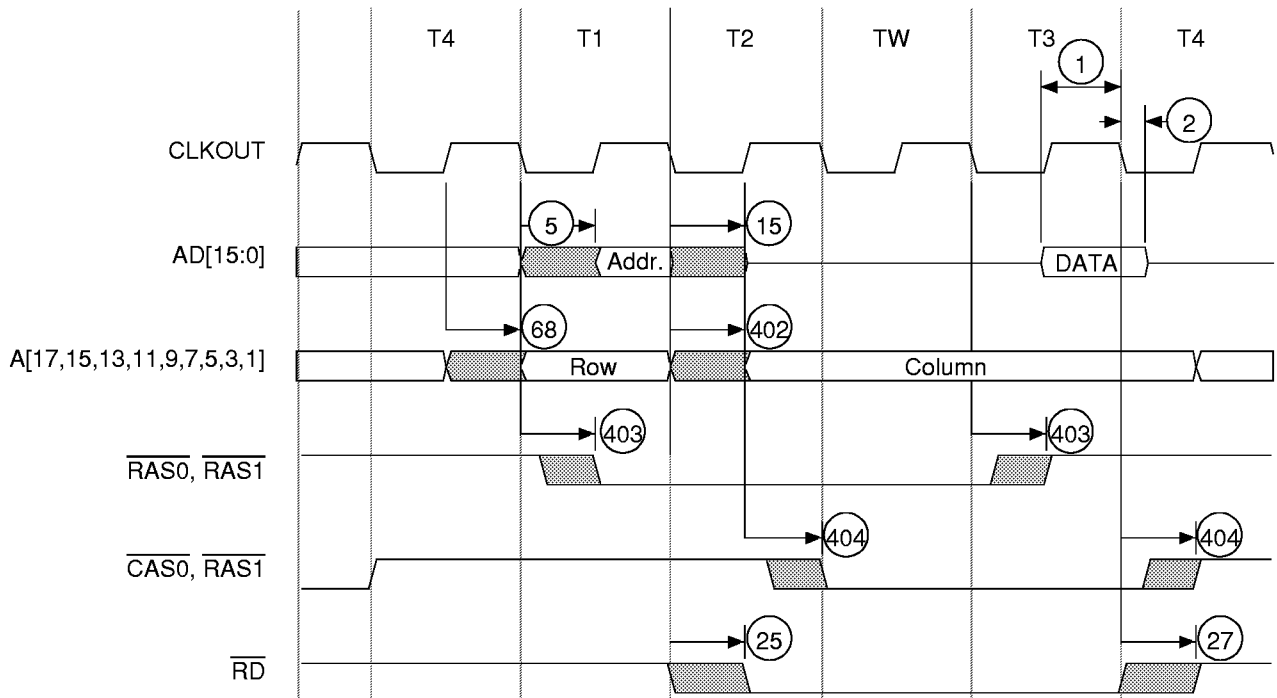 T4 T1 T2 TW T3 T4
1
2
CLKOUT
5 15
AD[15:0] Addr. DATA
68 402
A[17,15,13,11,9,7,5,3,1] Row Column
403 403
RAS0, RAS1
404 404
CAS0, RAS1
25 27
RD